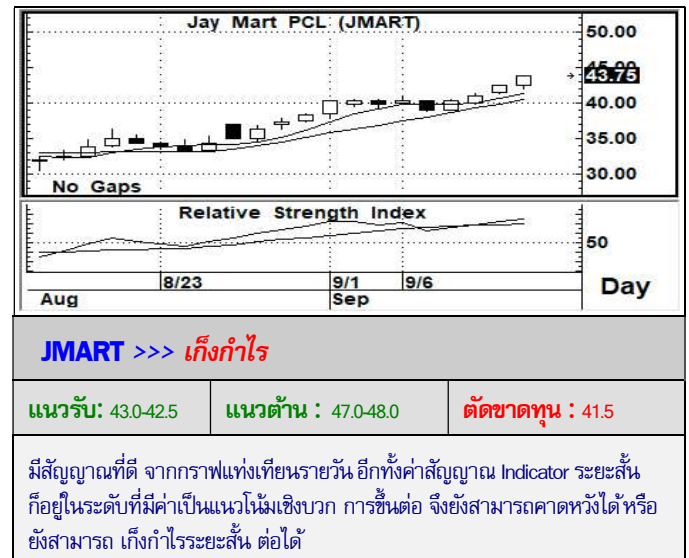 Jay Mart PCL (JMART)
50.00
45.00
43.75
40.00
35.00
30.00
No Gaps
Relative Strength Index
50
8/23
9/1
9/6
Aug
Sep
Day
JMART >>> เก็งกำไร
แนวรับ: 43.0-42.5
แนวต้าน : 47.0-48.0
ตัดขาดทุน : 41.5
มีสัญญาณที่ดี จากกราฟแท่งเทียนรายวัน อีกทั้งค่าสัญญาณ Indicator ระยะสั้น
ก็อยู่ในระดับที่มีค่าเป็นแนวโน้มเชิงบวก การขึ้นต่อ จึงยังสามารถคาดหวังได้ หรือ
ยังสามารถ เก็งกำไรระยะสั้น ต่อได้